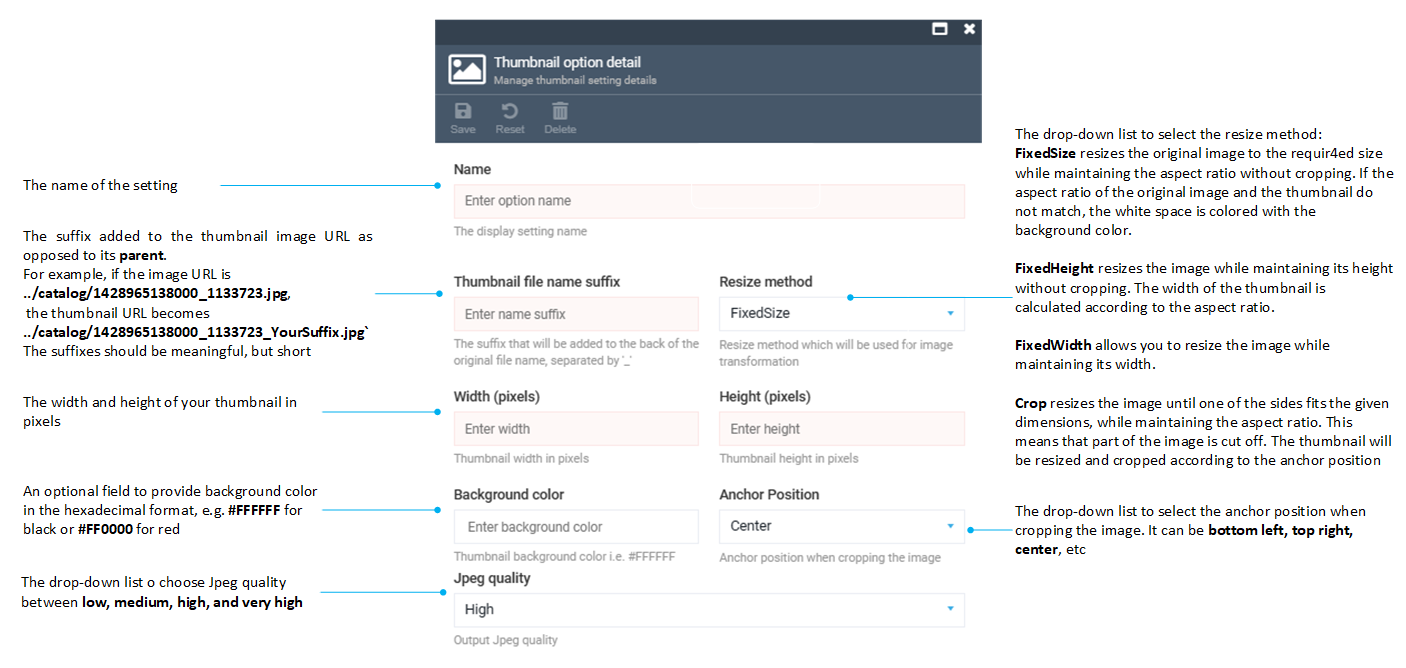 Thumbnail option detail
Manage thumbnail setting details
Save Reset Delete
The name of the setting
The suffix added to the thumbnail image URL as
opposed to its parent.
For example, if the image URL is
../catalog/1428965138000_1133723.jpg,
the thumbnail URL becomes
../catalog/1428965138000_1133723_YourSuffix.jpg`
The suffixes should be meaningful, but short
The width and height of your thumbnail in
pixels
An optional field to provide background color
in the hexadecimal format, e.g. #FFFFFF for
black or #FF0000 for red
The drop-down list o choose Jpeg quality
between low, medium, high, and very high
Name
Enter option name
The display setting name
Thumbnail file name suffix
Enter name suffix
The suffix that will be added to the back of the
original file name, separated by '_'
Resize method
FixedSize
Resize method which will be used for image
transformation
Width (pixels)
Enter width
Thumbnail width in pixels
Height (pixels)
Enter height
Thumbnail height in pixels
Background color
Enter background color
Thumbnail background color i.e. #FFFFFF
Anchor Position
Center
Anchor position when cropping the image
Jpeg quality
High
Output Jpeg quality
The drop-down list to select the resize method:
FixedSize resizes the original image to the requir4ed size
while maintaining the aspect ratio without cropping. If the
aspect ratio of the original image and the thumbnail do
not match, the white space is colored with the
background color.
FixedHeight resizes the image while maintaining its height
without cropping. The width of the thumbnail is
calculated according to the aspect ratio.
FixedWidth allows you to resize the image while
maintaining its width.
Crop resizes the image until one of the sides fits the given
dimensions, while maintaining the aspect ratio. This
means that part of the image is cut off. The thumbnail will
be resized and cropped according to the anchor position
The drop-down list to select the anchor position when
cropping the image. It can be bottom left, top right,
center, etc